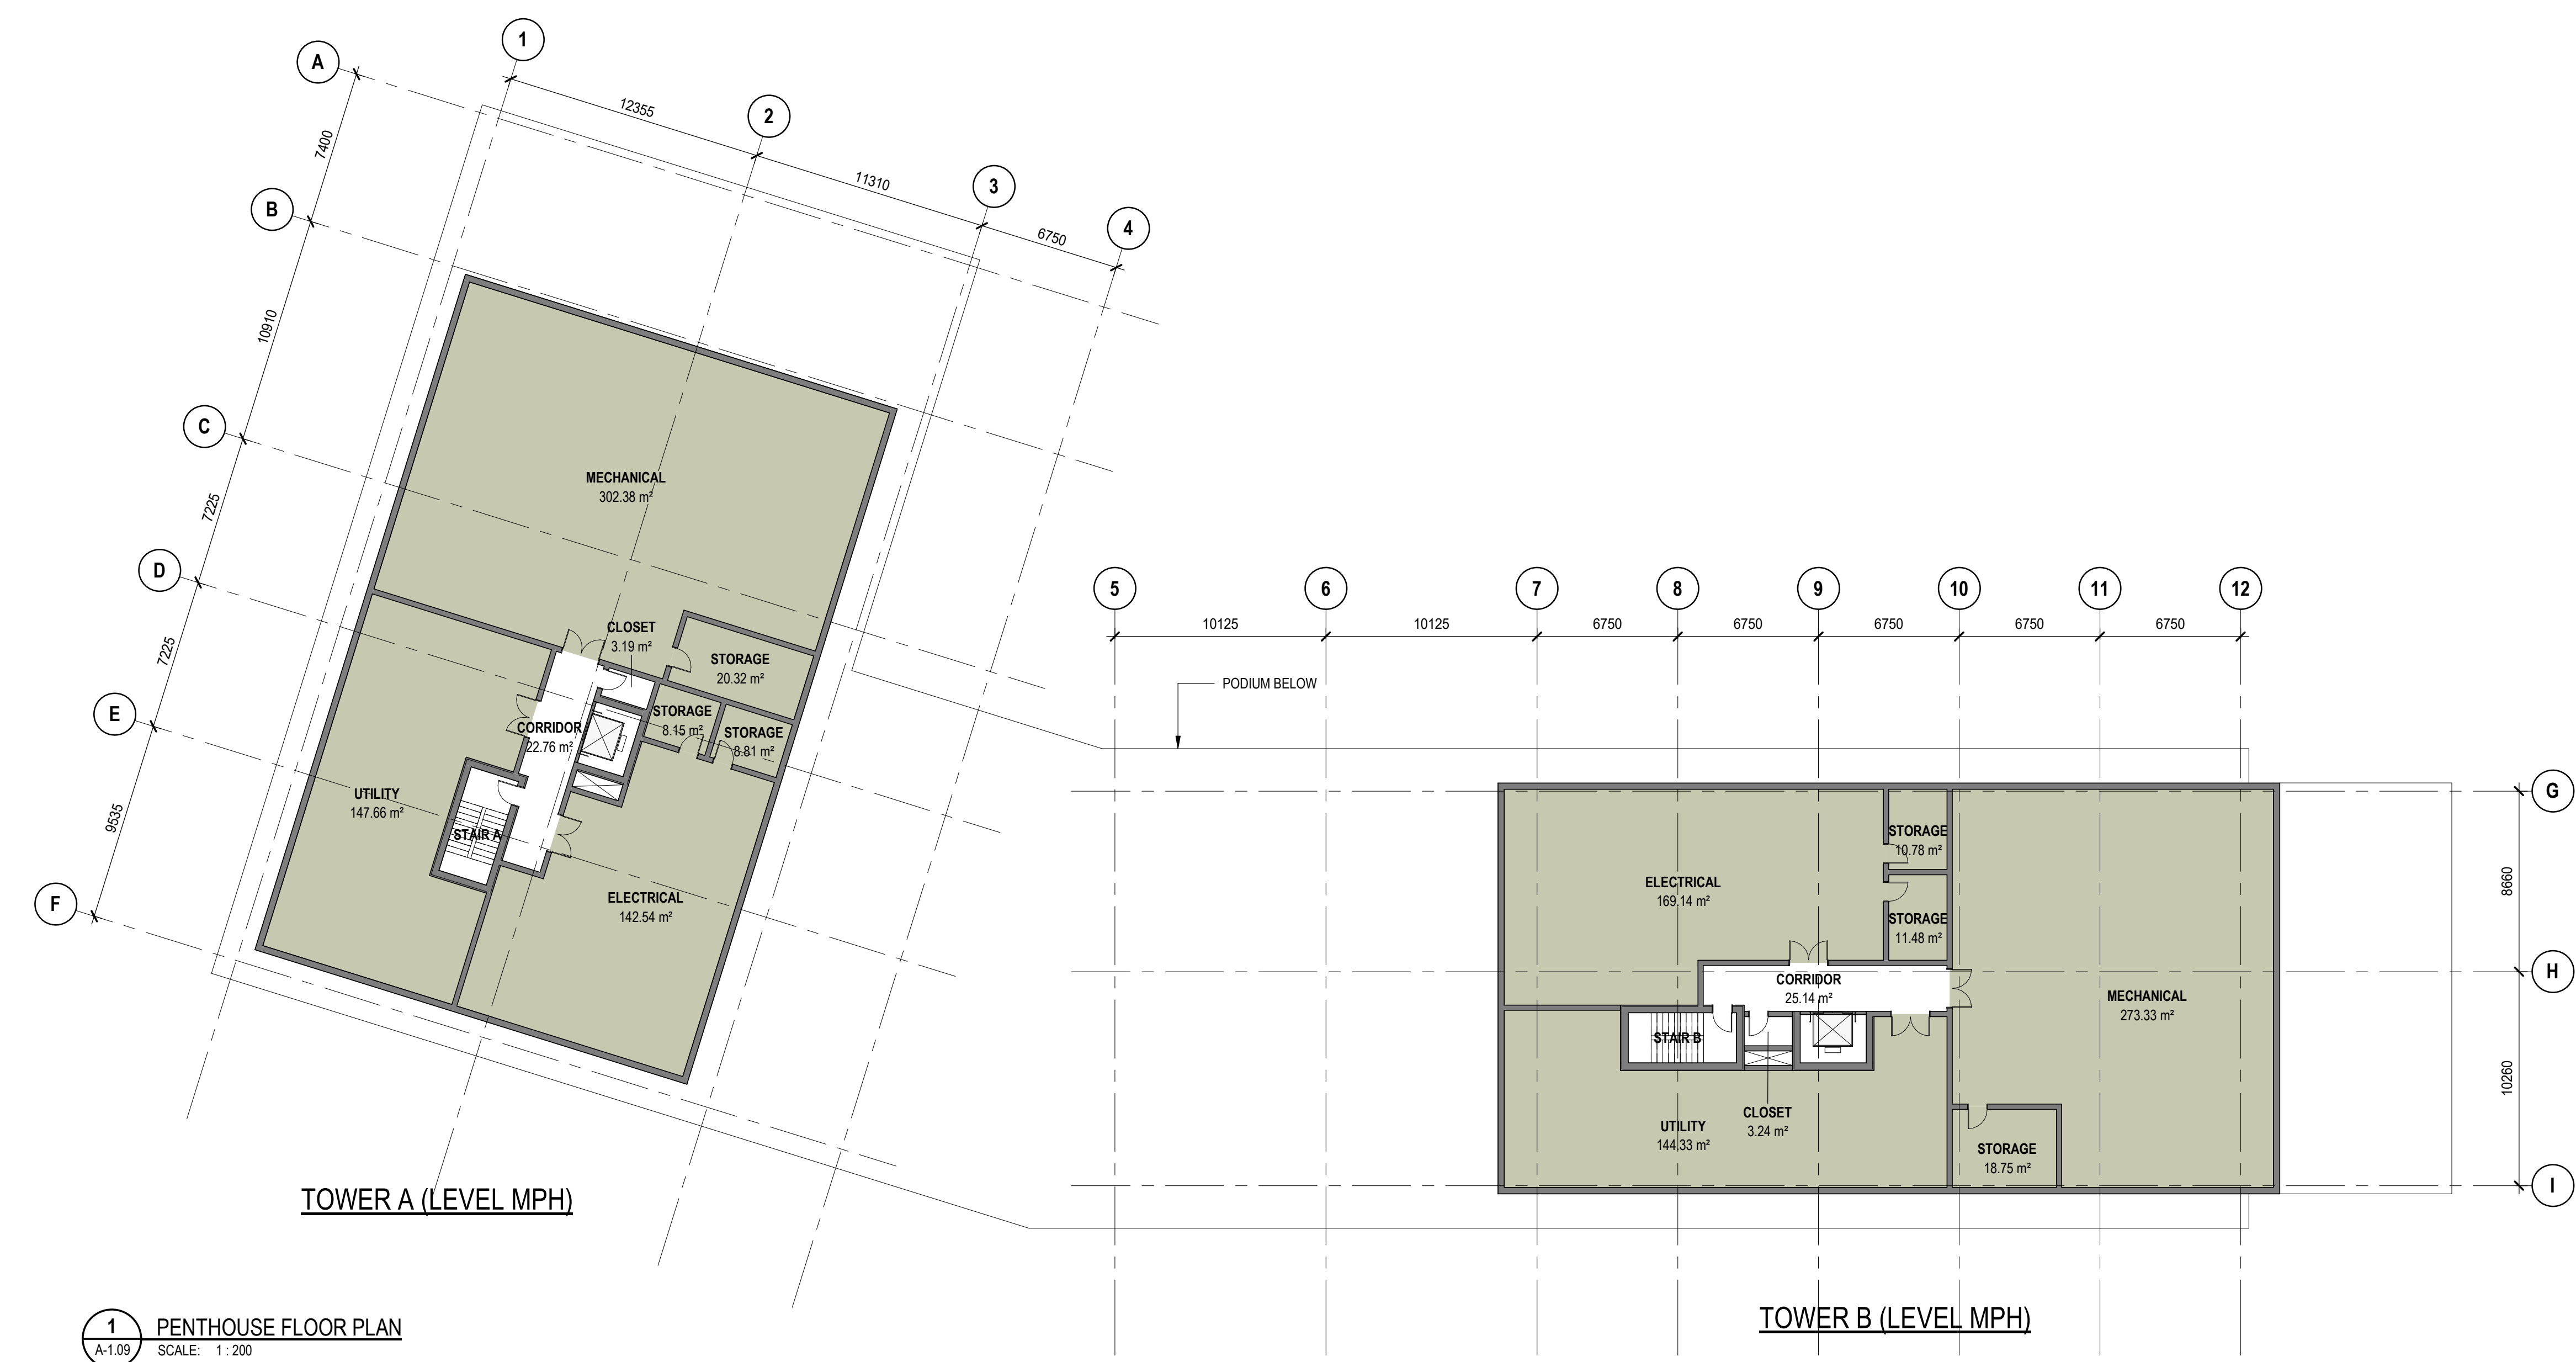 1
A
12355
2
7400
11310
3
B
6750
4
10910
C
MECHANICAL
302.38 m²
7225
D
CLOSET
3.19 m²
STORAGE
20.32 m²
7225
E
STORAGE
8.15 m²
CORRIDOR
22.76 m²
STORAGE
8.81 m²
UTILITY
147.66 m²
9535
STAIR A
F
ELECTRICAL
142.54 m²
TOWER A (LEVEL MPH)
5
6
7
8
9
10
11
12
10125
10125
6750
6750
6750
6750
6750
PODIUM BELOW
G
STORAGE
10.78 m²
ELECTRICAL
169.14 m²
8660
STORAGE
11.48 m²
H
CORRIDOR
25.14 m²
MECHANICAL
273.33 m²
STAIR B
10260
CLOSET
3.24 m²
UTILITY
144.33 m²
STORAGE
18.75 m²
I
TOWER B (LEVEL MPH)
1
A-1.09
PENTHOUSE FLOOR PLAN
SCALE: 1 : 200